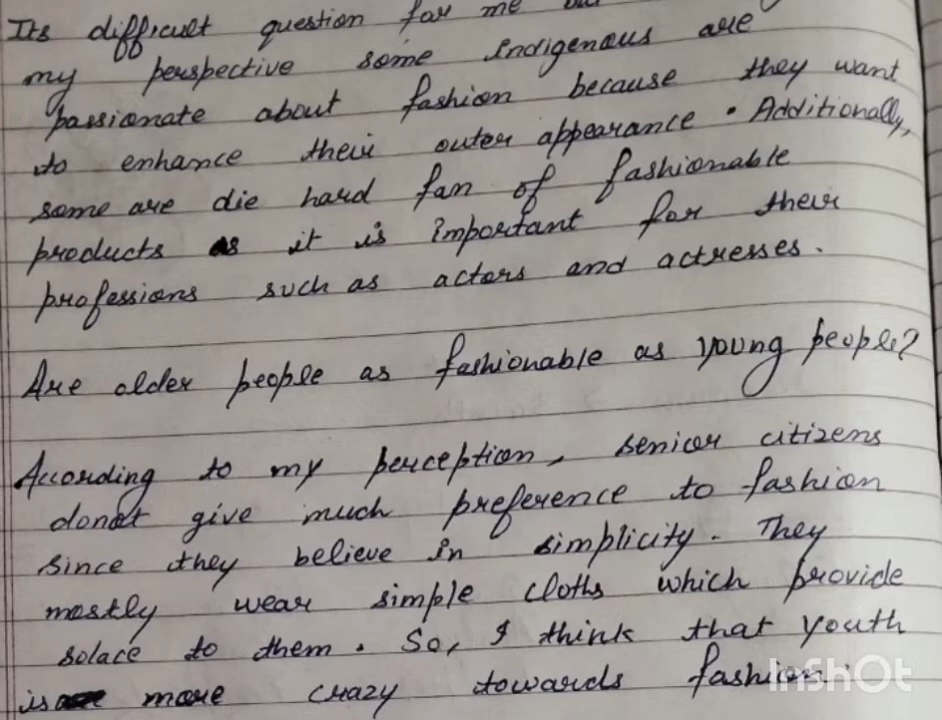 Its difficult question for me but
my perspective some indigenous are
passionate about fashion because they want
to enhance their outer appearance. Additionally,
some are die hard fan of fashionable
products as it is important for their
professions such as actors and actresses.
Are older people as fashionable as young people?
According to my perception, senior citizens
donot give much preference to fashion
since they believe in simplicity. They
mostly wear simple cloths which provide
solace to them. So, I think that youth
is more crazy towards fashion.
InShOt